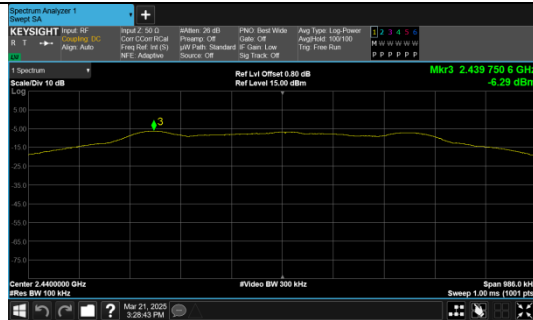 Spectrum Analyzer 1
Swept SA
+
KEYSIGHT Input: RF Input Z: 50 Ω #Atten: 26 dB PNO: Best Wide Avg Type: Log-Power 1 2 3 4 5 6
R T Coupling: DC Corr CCorr RCal Preamp: Off Gate: Off Avg|Hold: 100/100 M W W W W W
Align: Auto Freq Ref: Int (S) µW Path: Standard IF Gain: Low Trig: Free Run
NFE: Adaptive Source: Off Sig Track: Off P P P P P P
1 Spectrum Ref Lvl Offset 0.80 dB Mkr3 2.439 750 6 GHz
Scale/Div 10 dB Ref Level 15.00 dBm -6.29 dBm
Log
5.00
3
-5.00
-15.0
-25.0
-35.0
-45.0
-55.0
-65.0
-75.0
Center 2.4400000 GHz #Video BW 300 kHz Span 986.0 kHz
#Res BW 100 kHz Sweep 1.00 ms (1001 pts
? Mar 21, 2025
3:28:43 PM